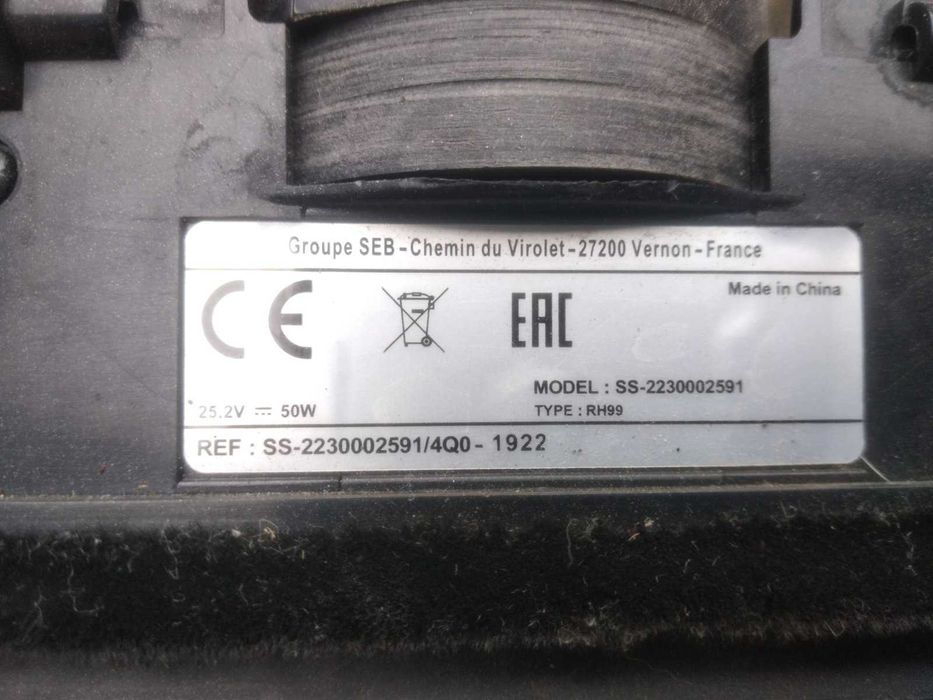 Groupe SEB - Chemin du Virolet - 27200 Vernon - France
CE
EAC
Made in China
MODEL : SS-2230002591
25.2V ⎓ 50W
TYPE : RH99
REF : SS-2230002591/4Q0 - 1922